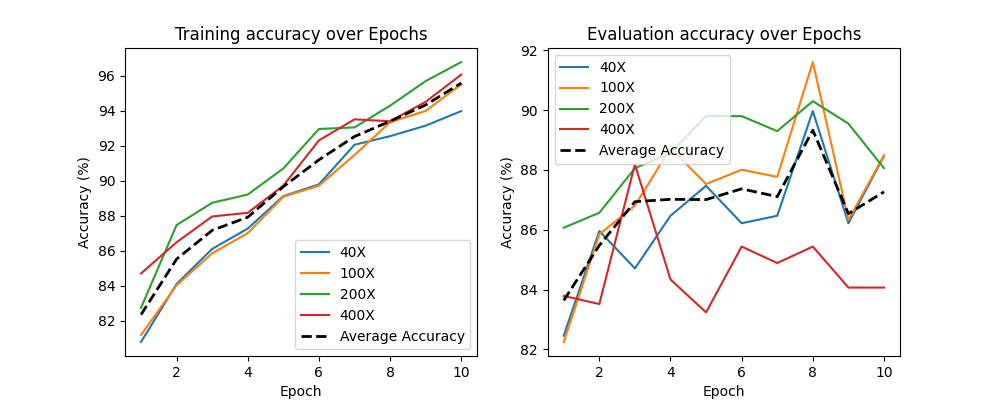 Training accuracy over Epochs
Accuracy (%)
96
94
92
90
88
86
84
82
40X
100X
200X
400X
Average Accuracy
2
4
6
8
10
Epoch
Evaluation accuracy over Epochs
Accuracy (%)
92
90
88
86
84
82
40X
100X
200X
400X
Average Accuracy
2
4
6
8
10
Epoch